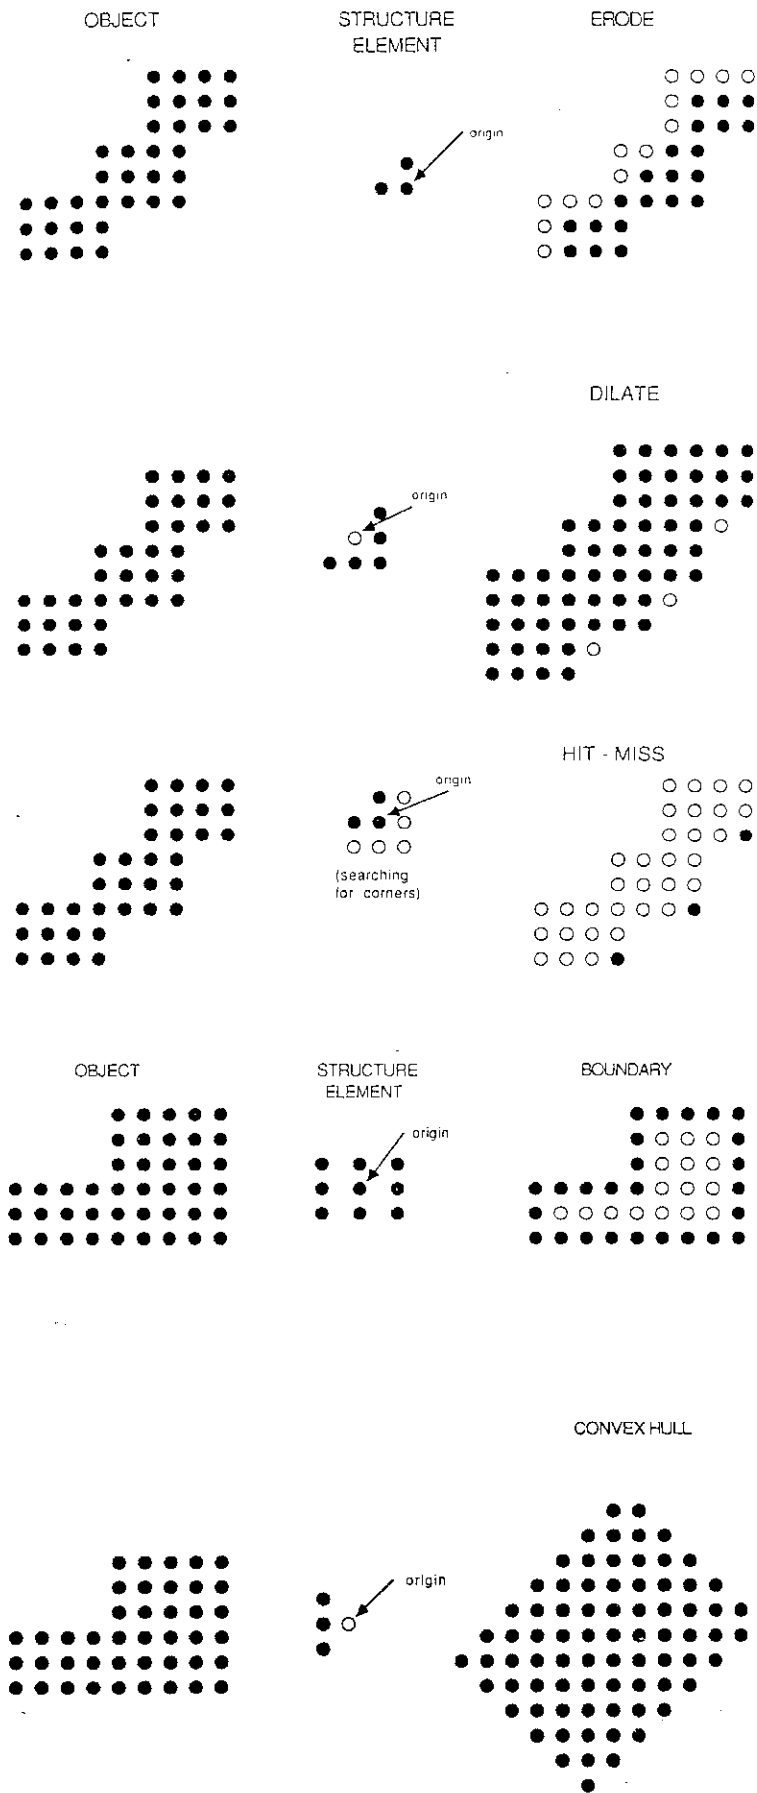 OBJECT
STRUCTURE
ELEMENT
ERODE
origin
DILATE
origin
HIT - MISS
origin
(searching
for corners)
OBJECT
STRUCTURE
ELEMENT
BOUNDARY
origin
CONVEX HULL
origin